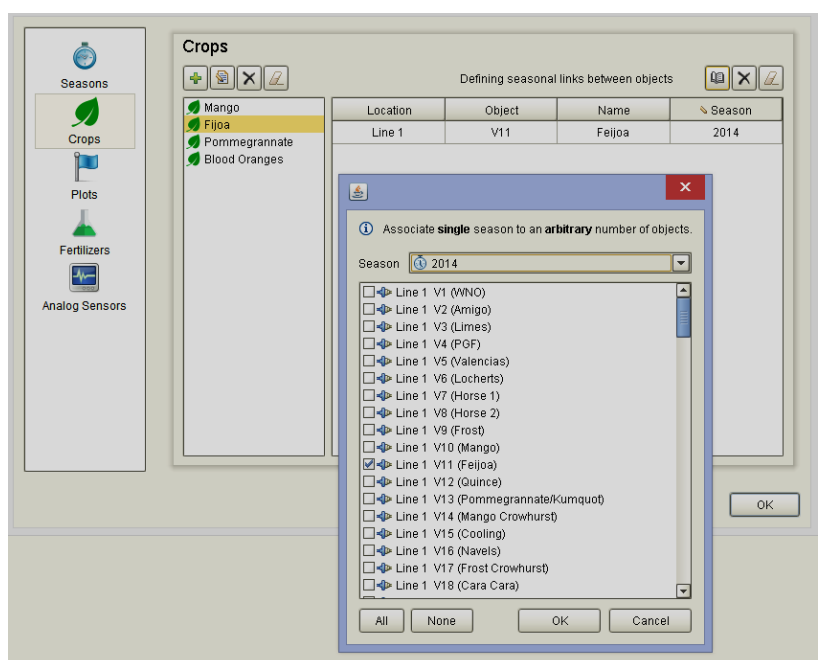 Seasons
Crops
Plots
Fertilizers
Analog Sensors
Crops
Defining seasonal links between objects
Mango
Fijoa
Pommegrannate
Blood Oranges
Location Object Name Season
Line 1 V11 Feijoa 2014
Associate single season to an arbitrary number of objects.
Season 2014
Line 1 V1 (WNO)
Line 1 V2 (Amigo)
Line 1 V3 (Limes)
Line 1 V4 (PGF)
Line 1 V5 (Valencias)
Line 1 V6 (Locherts)
Line 1 V7 (Horse 1)
Line 1 V8 (Horse 2)
Line 1 V9 (Frost)
Line 1 V10 (Mango)
Line 1 V11 (Feijoa)
Line 1 V12 (Quince)
Line 1 V13 (Pommegrannate/Kumquot)
Line 1 V14 (Mango Crowhurst)
Line 1 V15 (Cooling)
Line 1 V16 (Navels)
Line 1 V17 (Frost Crowhurst)
Line 1 V18 (Cara Cara)
All None OK Cancel
OK